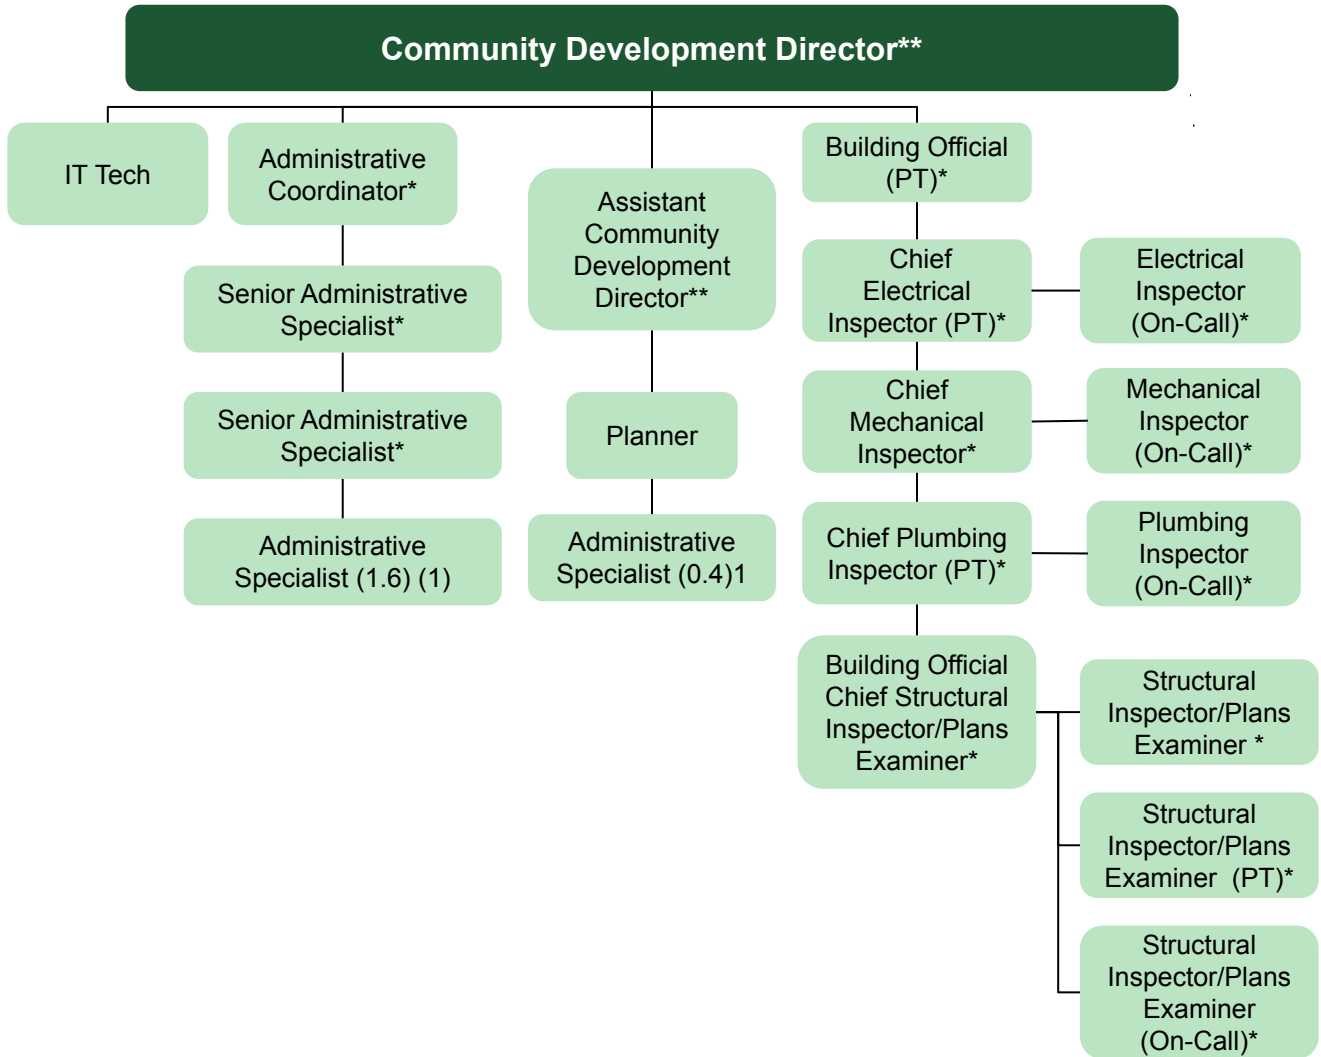 Community Development Director**
IT Tech
Administrative
Coordinator*
Senior Administrative
Specialist*
Senior Administrative
Specialist*
Administrative
Specialist (1.6) (1)
Assistant
Community
Development
Director**
Planner
Administrative
Specialist (0.4)1
Building Official
(PT)*
Chief
Electrical
Inspector (PT)*
Electrical
Inspector
(On-Call)*
Chief
Mechanical
Inspector*
Mechanical
Inspector
(On-Call)*
Chief Plumbing
Inspector (PT)*
Plumbing
Inspector
(On-Call)*
Building Official
Chief Structural
Inspector/Plans
Examiner*
Structural
Inspector/Plans
Examiner *
Structural
Inspector/Plans
Examiner  (PT)*
Structural
Inspector/Plans
Examiner
(On-Call)*